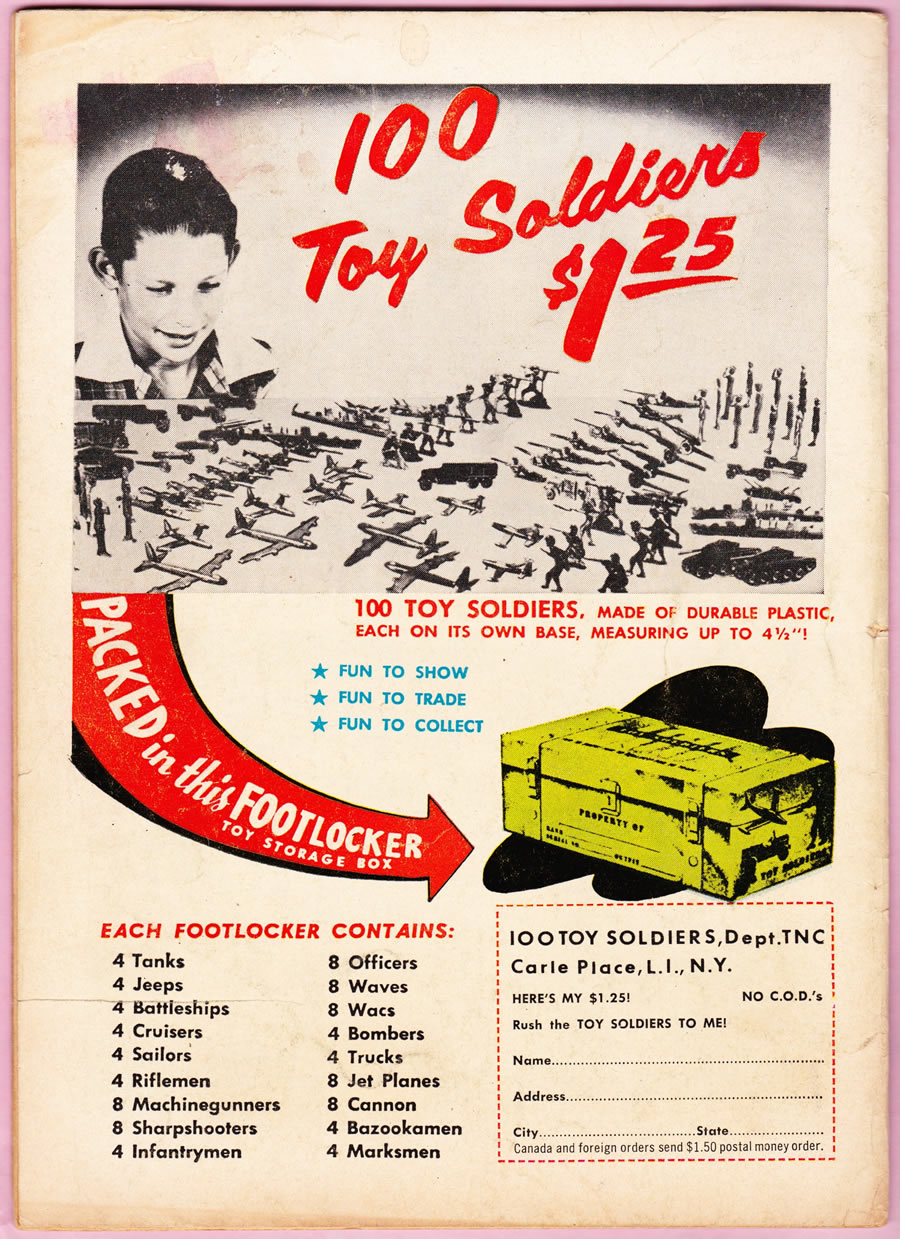 100
Toy Soldiers
$1.25
100 TOY SOLDIERS, MADE OF DURABLE PLASTIC,
EACH ON ITS OWN BASE, MEASURING UP TO 4½"!
★ FUN TO SHOW
★ FUN TO TRADE
★ FUN TO COLLECT
PACKED in this FOOTLOCKER
TOY STORAGE BOX
PROPERTY OF
NAME
SERIAL NO.
OUTFIT
TOY SOLDIERS
EACH FOOTLOCKER CONTAINS:
4 Tanks
4 Jeeps
4 Battleships
4 Cruisers
4 Sailors
4 Riflemen
8 Machinegunners
8 Sharpshooters
4 Infantrymen
8 Officers
8 Waves
8 Wacs
4 Bombers
4 Trucks
8 Jet Planes
8 Cannon
4 Bazookamen
4 Marksmen
100 TOY SOLDIERS, Dept. TNC
Carle Place, L.I., N.Y.
HERE'S MY $1.25! NO C.O.D.'s
Rush the TOY SOLDIERS TO ME!
Name
Address
City State
Canada and foreign orders send $1.50 postal money order.